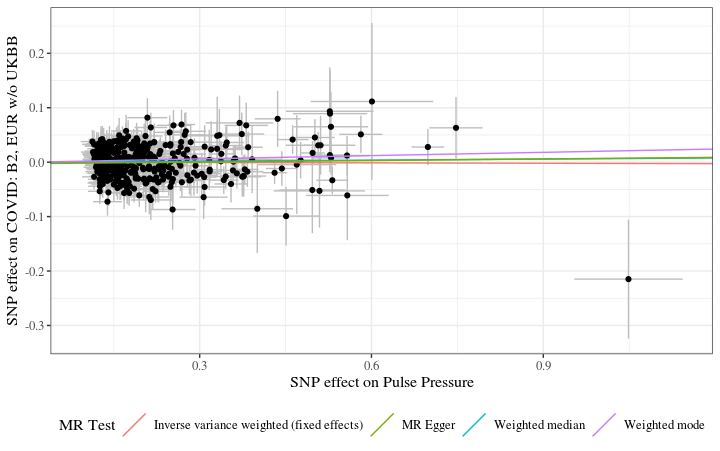 SNP effect on COVID: B2, EUR w/o UKBB
0.2
0.1
0.0
-0.1
-0.2
-0.3
0.3 0.6 0.9
SNP effect on Pulse Pressure
MR Test Inverse variance weighted (fixed effects) MR Egger Weighted median Weighted mode